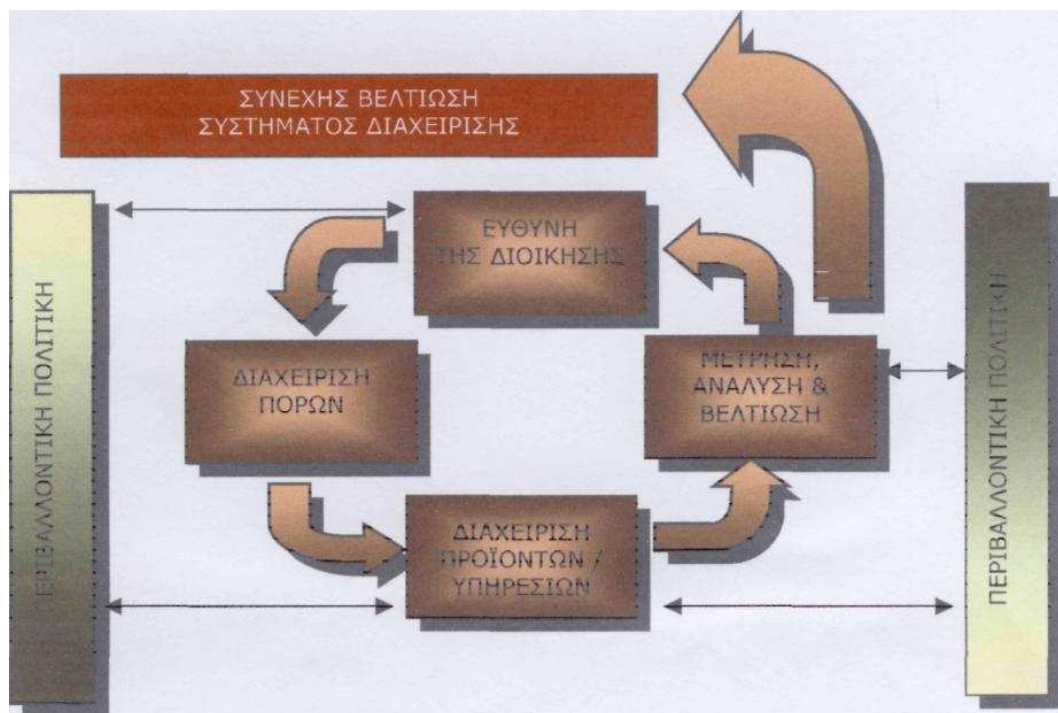 ΣΥΝΕΧΗΣ ΒΕΛΤΙΩΣΗ
ΣΥΣΤΗΜΑΤΟΣ ΔΙΑΧΕΙΡΙΣΗΣ
ΠΕΡΙΒΑΛΛΟΝΤΙΚΗ ΠΟΛΙΤΙΚΗ
ΕΥΘΥΝΗ
ΤΗΣ ΔΙΟΙΚΗΣΗΣ
ΔΙΑΧΕΙΡΙΣΗ
ΠΟΡΩΝ
ΜΕΤΡΗΣΗ,
ΑΝΑΛΥΣΗ &
ΒΕΛΤΙΩΣΗ
ΔΙΑΧΕΙΡΙΣΗ
ΠΡΟΪΟΝΤΩΝ /
ΥΠΗΡΕΣΙΩΝ
ΠΕΡΙΒΑΛΛΟΝΤΙΚΗ ΠΟΛΙΤΙΚΗ